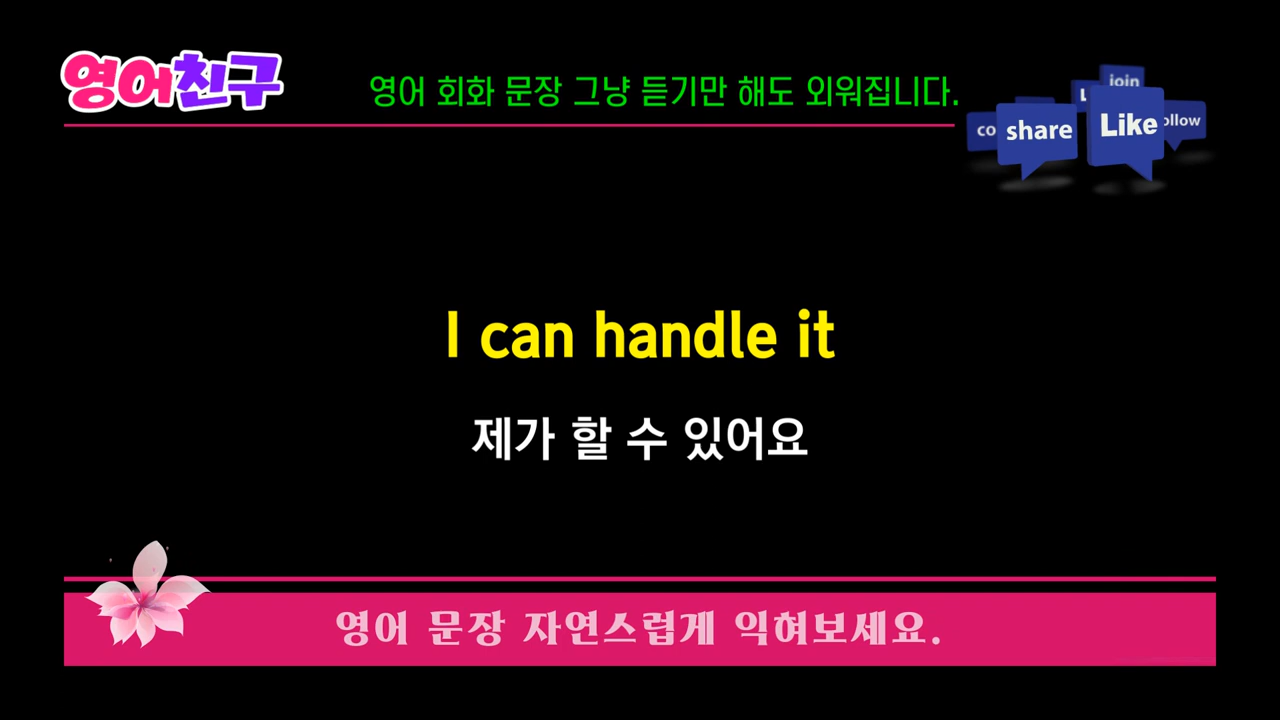 영어친구
영어 회화 문장 그냥 듣기만 해도 외워집니다.
join
share
Like
I can handle it
제가 할 수 있어요
영어 문장 자연스럽게 익혀보세요.